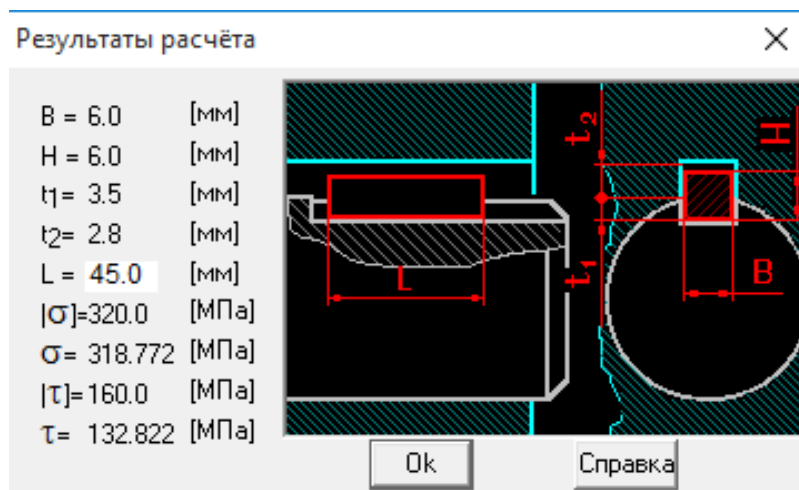 Результаты расчёта
B = 6.0 [мм]
H = 6.0 [мм]
t1= 3.5 [мм]
t2= 2.8 [мм]
L = 45.0 [мм]
|σ]=320.0 [МПа]
σ= 318.772 [МПа]
|τ]=160.0 [МПа]
τ= 132.822 [МПа]
t2
H
L
t1
B
Ok
Справка